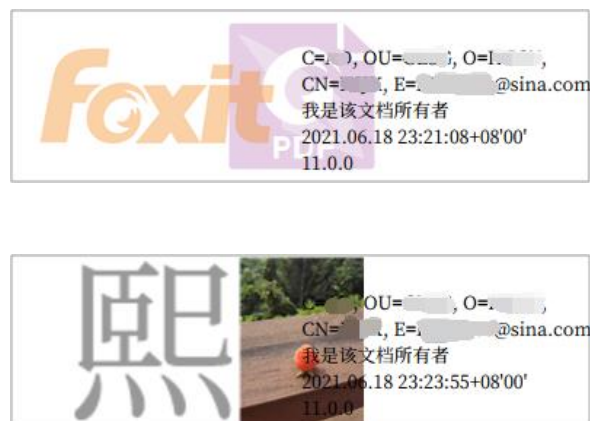 Foxit
PDF
C= , OU= , O= ,
CN= , E= @sina.com
我是该文档所有者
2021.06.18 23:21:08+08'00'
11.0.0
熙
C= , OU= , O= ,
CN= , E= @sina.com
我是该文档所有者
2021.06.18 23:23:55+08'00'
11.0.0